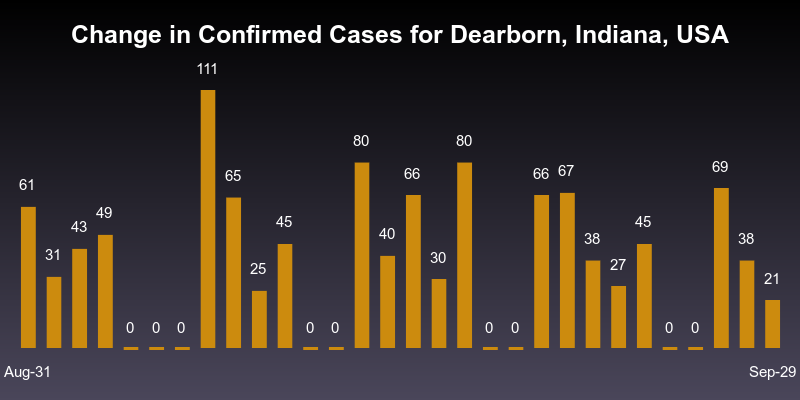 Change in Confirmed Cases for Dearborn, Indiana, USA
61 31 43 49 0 0 0 111 65 25 45 0 0 80 40 66 30 80 0 0 66 67 38 27 45 0 0 69 38 21
Aug-31 Sep-29